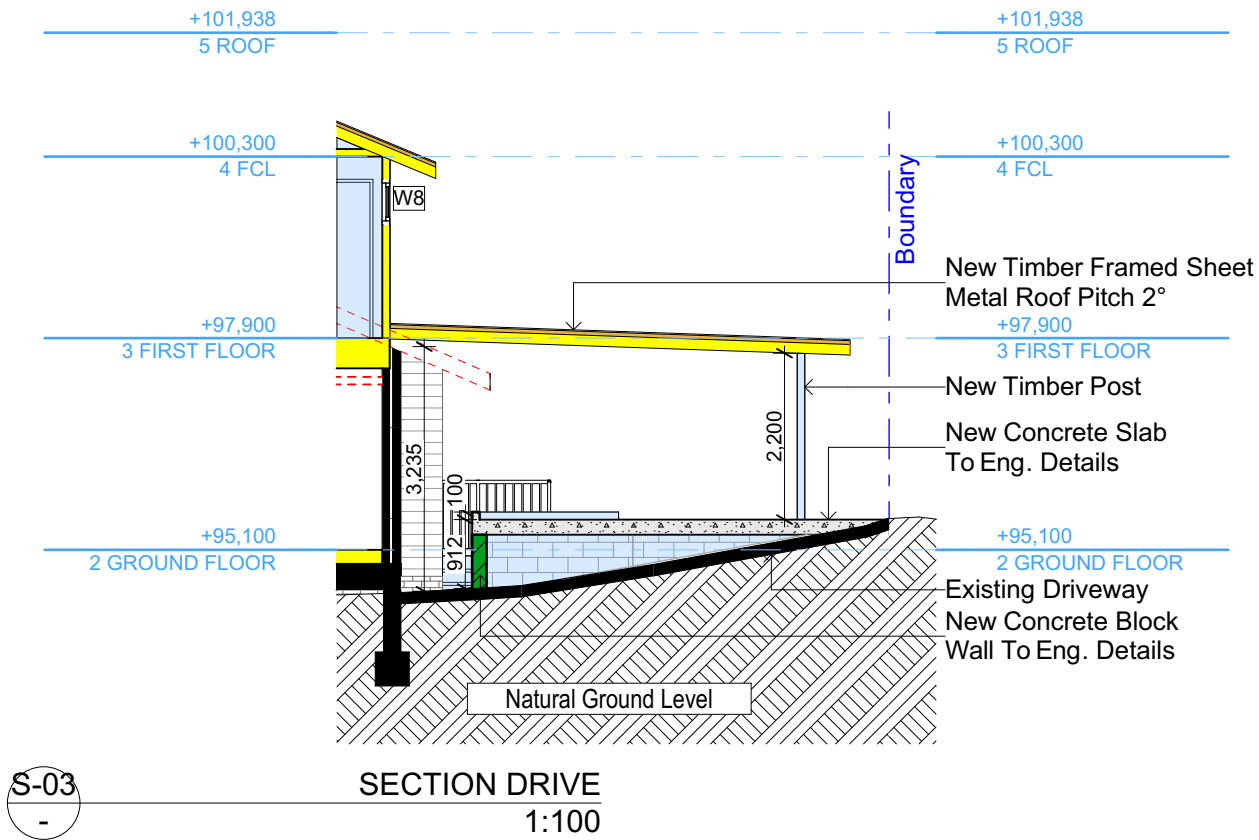 +101,938
5 ROOF
+101,938
5 ROOF
+100,300
4 FCL
+100,300
4 FCL
W8
Boundary
New Timber Framed Sheet
Metal Roof Pitch 2°
+97,900
3 FIRST FLOOR
+97,900
3 FIRST FLOOR
New Timber Post
New Concrete Slab
To Eng. Details
3,235
2,200
100
912
+95,100
2 GROUND FLOOR
+95,100
2 GROUND FLOOR
Existing Driveway
New Concrete Block
Wall To Eng. Details
Natural Ground Level
S-03
-
SECTION DRIVE
1:100